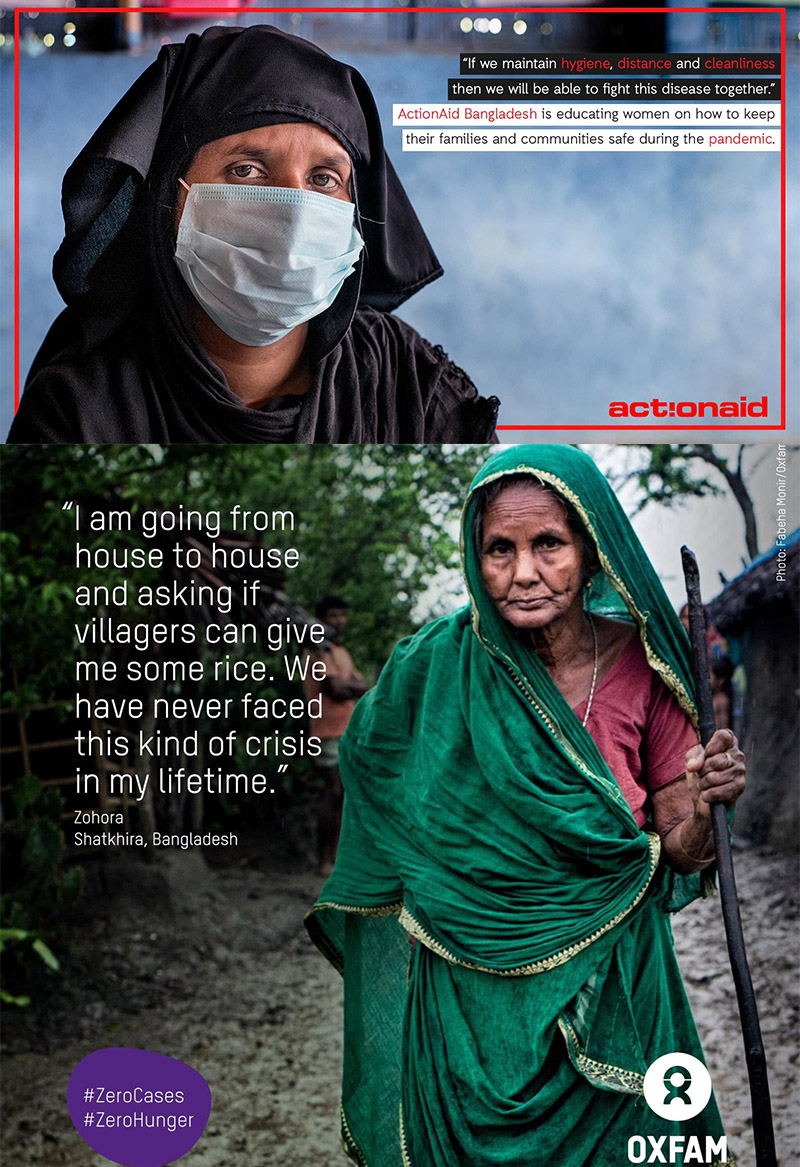 “If we maintain hygiene, distance and cleanliness
then we will be able to fight this disease together.”
ActionAid Bangladesh is educating women on how to keep
their families and communities safe during the pandemic.
act!onaid
Photo: Fabeha Monir/Oxfam
“I am going from
house to house
and asking if
villagers can give
me some rice. We
have never faced
this kind of crisis
in my lifetime.”
Zohora
Shatkhira, Bangladesh
#ZeroCases
#ZeroHunger
OXFAM